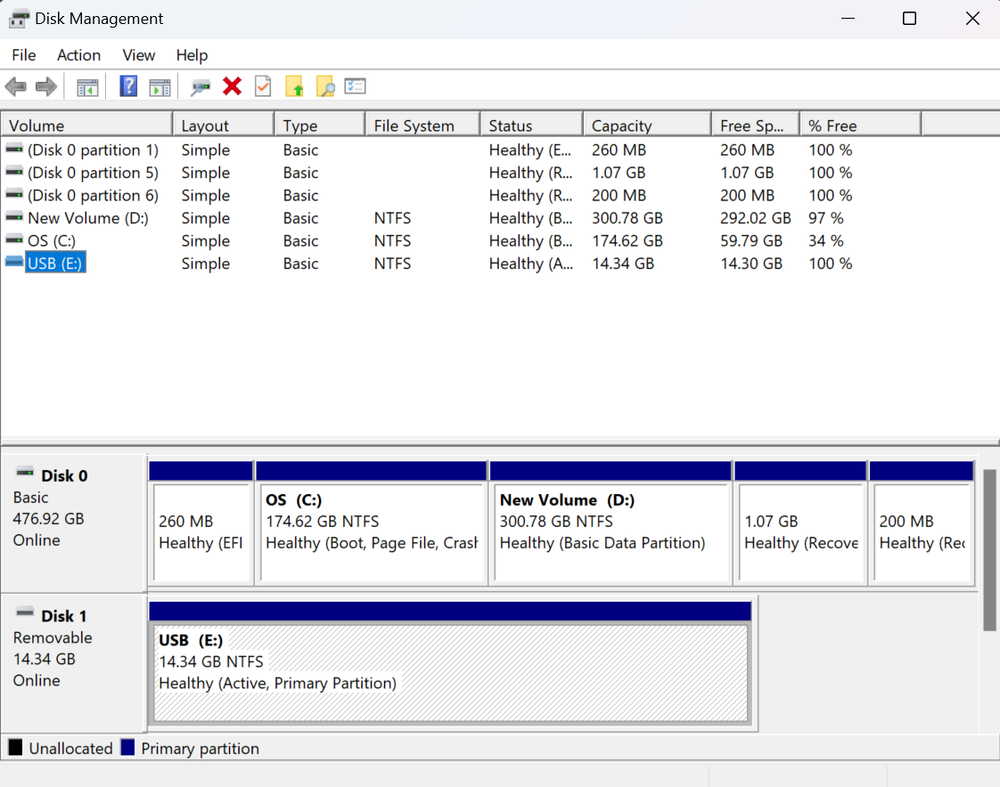 Disk Management
File Action View Help
Volume Layout Type File System Status Capacity Free Sp... % Free
(Disk 0 partition 1) Simple Basic Healthy (E... 260 MB 260 MB 100 %
(Disk 0 partition 5) Simple Basic Healthy (R... 1.07 GB 1.07 GB 100 %
(Disk 0 partition 6) Simple Basic Healthy (R... 200 MB 200 MB 100 %
New Volume (D:) Simple Basic NTFS Healthy (B... 300.78 GB 292.02 GB 97 %
OS (C:) Simple Basic NTFS Healthy (B... 174.62 GB 59.79 GB 34 %
USB (E:) Simple Basic NTFS Healthy (A... 14.34 GB 14.30 GB 100 %
Disk 0
Basic
476.92 GB
Online
260 MB
Healthy (EFI
OS (C:)
174.62 GB NTFS
Healthy (Boot, Page File, Crash
New Volume (D:)
300.78 GB NTFS
Healthy (Basic Data Partition)
1.07 GB
Healthy (Recove
200 MB
Healthy (Rec
Disk 1
Removable
14.34 GB
Online
USB (E:)
14.34 GB NTFS
Healthy (Active, Primary Partition)
Unallocated Primary partition